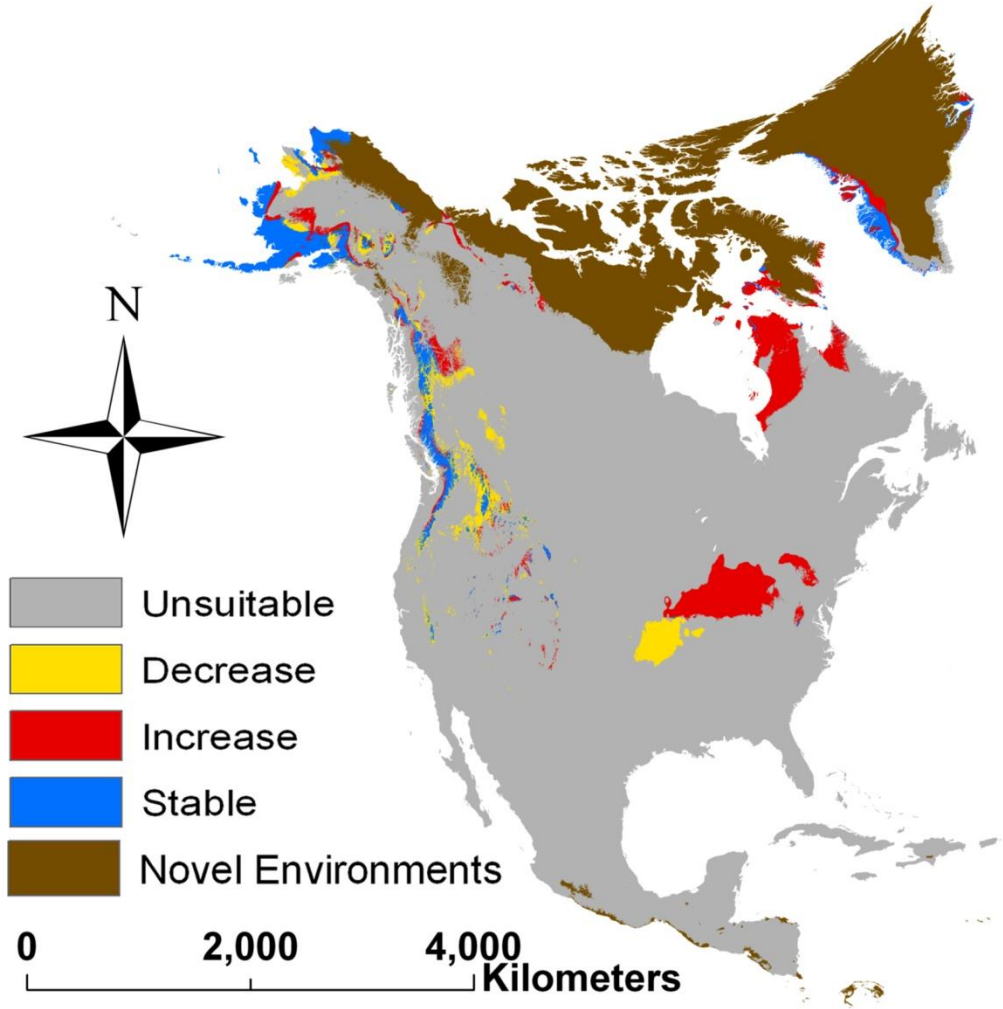 N
Unsuitable
Decrease
Increase
Stable
Novel Environments
0 2,000 4,000
Kilometers